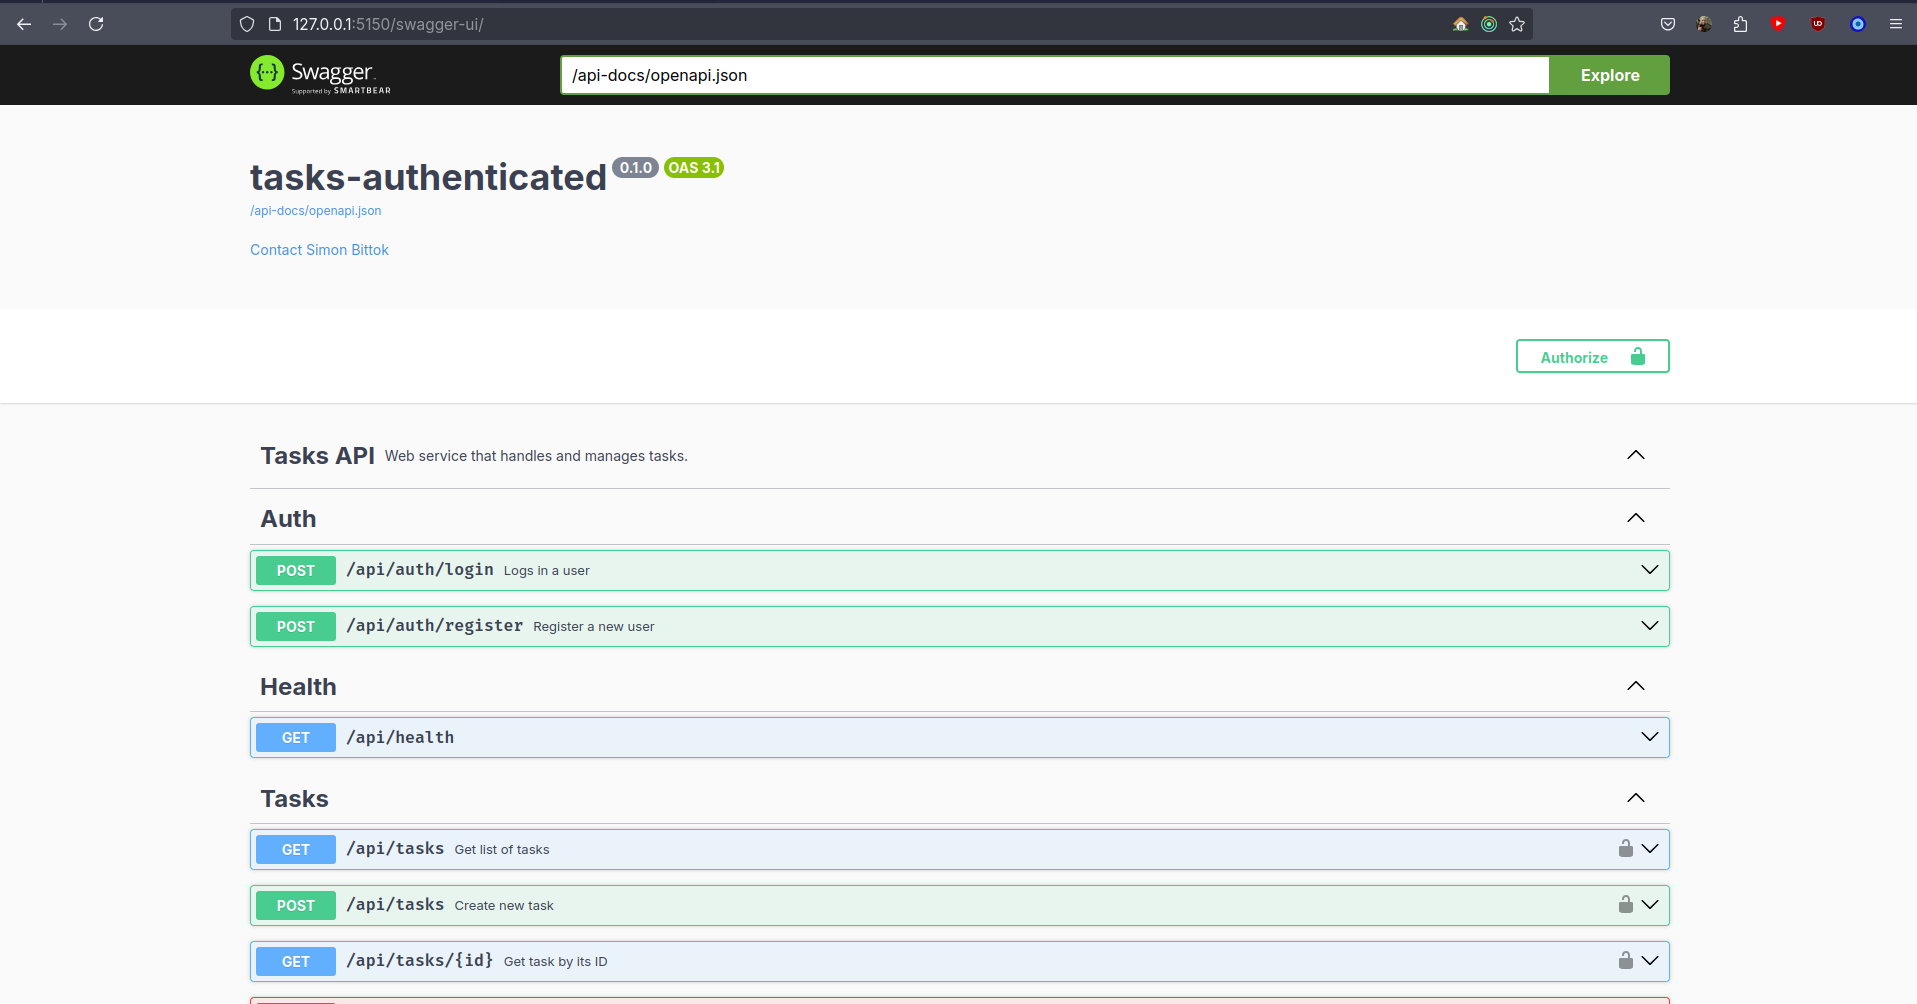 127.0.0.1:5150/swagger-ui/
Swagger.
Supported by SMARTBEAR
/api-docs/openapi.json
Explore
tasks-authenticated 0.1.0 OAS 3.1
/api-docs/openapi.json
Contact Simon Bittok
Authorize
Tasks API Web service that handles and manages tasks.
Auth
POST /api/auth/login Logs in a user
POST /api/auth/register Register a new user
Health
GET /api/health
Tasks
GET /api/tasks Get list of tasks
POST /api/tasks Create new task
GET /api/tasks/{id} Get task by its ID